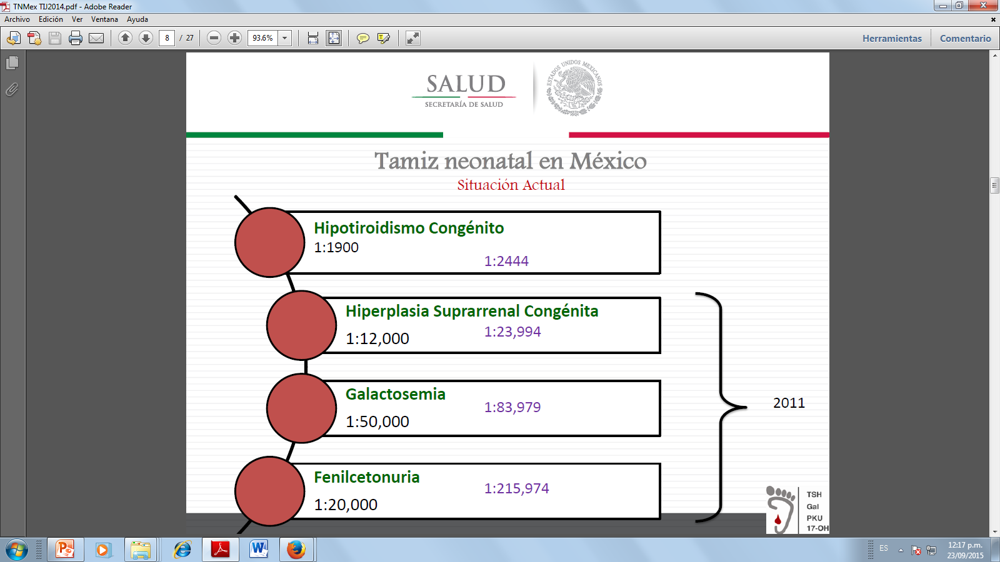 TNMex TIJ2014.pdf - Adobe Reader
Archivo Edición Ver Ventana Ayuda
8 / 27 93.6% Herramientas Comentario
SALUD
SECRETARÍA DE SALUD
ESTADOS UNIDOS MEXICANOS
Tamiz neonatal en México
Situación Actual
Hipotiroidismo Congénito
1:1900
1:2444
Hiperplasia Suprarrenal Congénita
1:12,000
1:23,994
Galactosemia
1:50,000
1:83,979
Fenilcetonuria
1:20,000
1:215,974
2011
TSH
Gal
PKU
17-OH
ES
12:17 p.m.
23/09/2015